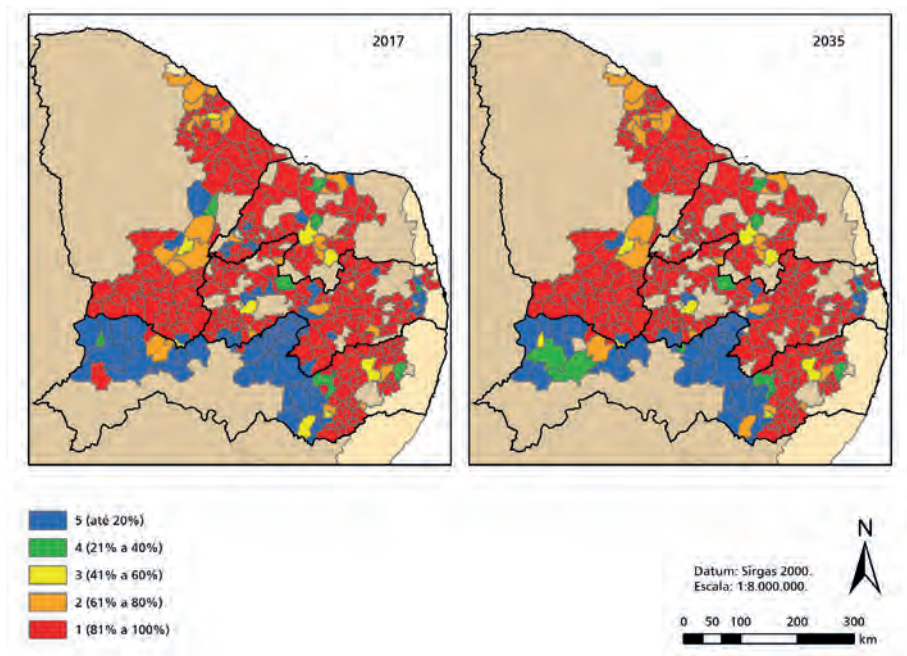 2017
2035
5 (até 20%)
4 (21% a 40%)
3 (41% a 60%)
2 (61% a 80%)
1 (81% a 100%)
N
Datum: Sirgas 2000.
Escala: 1:8.000.000.
0 50 100 200 300
km